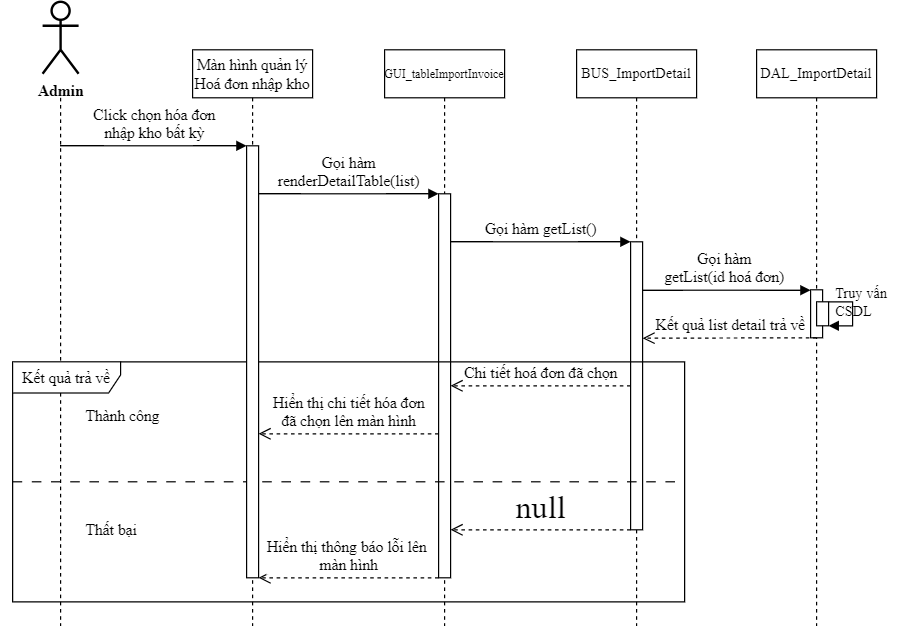 Admin
Màn hình quản lý
Hoá đơn nhập kho
GUI_tableImportInvoice
BUS_ImportDetail
DAL_ImportDetail
Click chọn hóa đơn
nhập kho bất kỳ
Gọi hàm
renderDetailTable(list)
Gọi hàm getList()
Gọi hàm
getList(id hoá đơn)
Truy vấn
CSDL
Kết quả list detail trả về
Kết quả trả về
Chi tiết hoá đơn đã chọn
Thành công
Hiển thị chi tiết hóa đơn
đã chọn lên màn hình
null
Thất bại
Hiển thị thông báo lỗi lên
màn hình